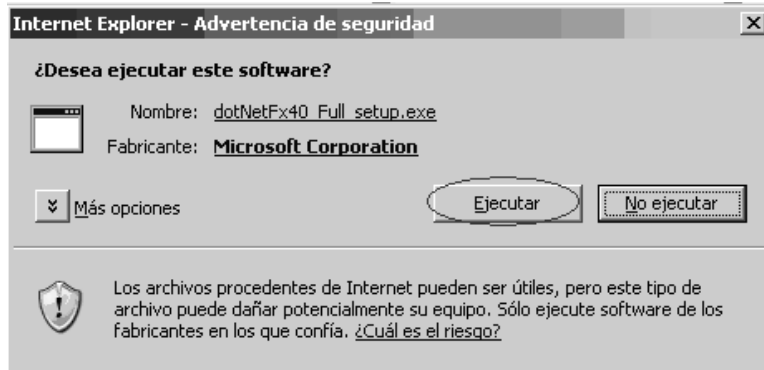 Internet Explorer - Advertencia de seguridad
¿Desea ejecutar este software?
Nombre: dotNetFx40_Full_setup.exe
Fabricante: Microsoft Corporation
Más opciones
Ejecutar
No ejecutar
Los archivos procedentes de Internet pueden ser útiles, pero este tipo de
archivo puede dañar potencialmente su equipo. Sólo ejecute software de los
fabricantes en los que confía. ¿Cuál es el riesgo?